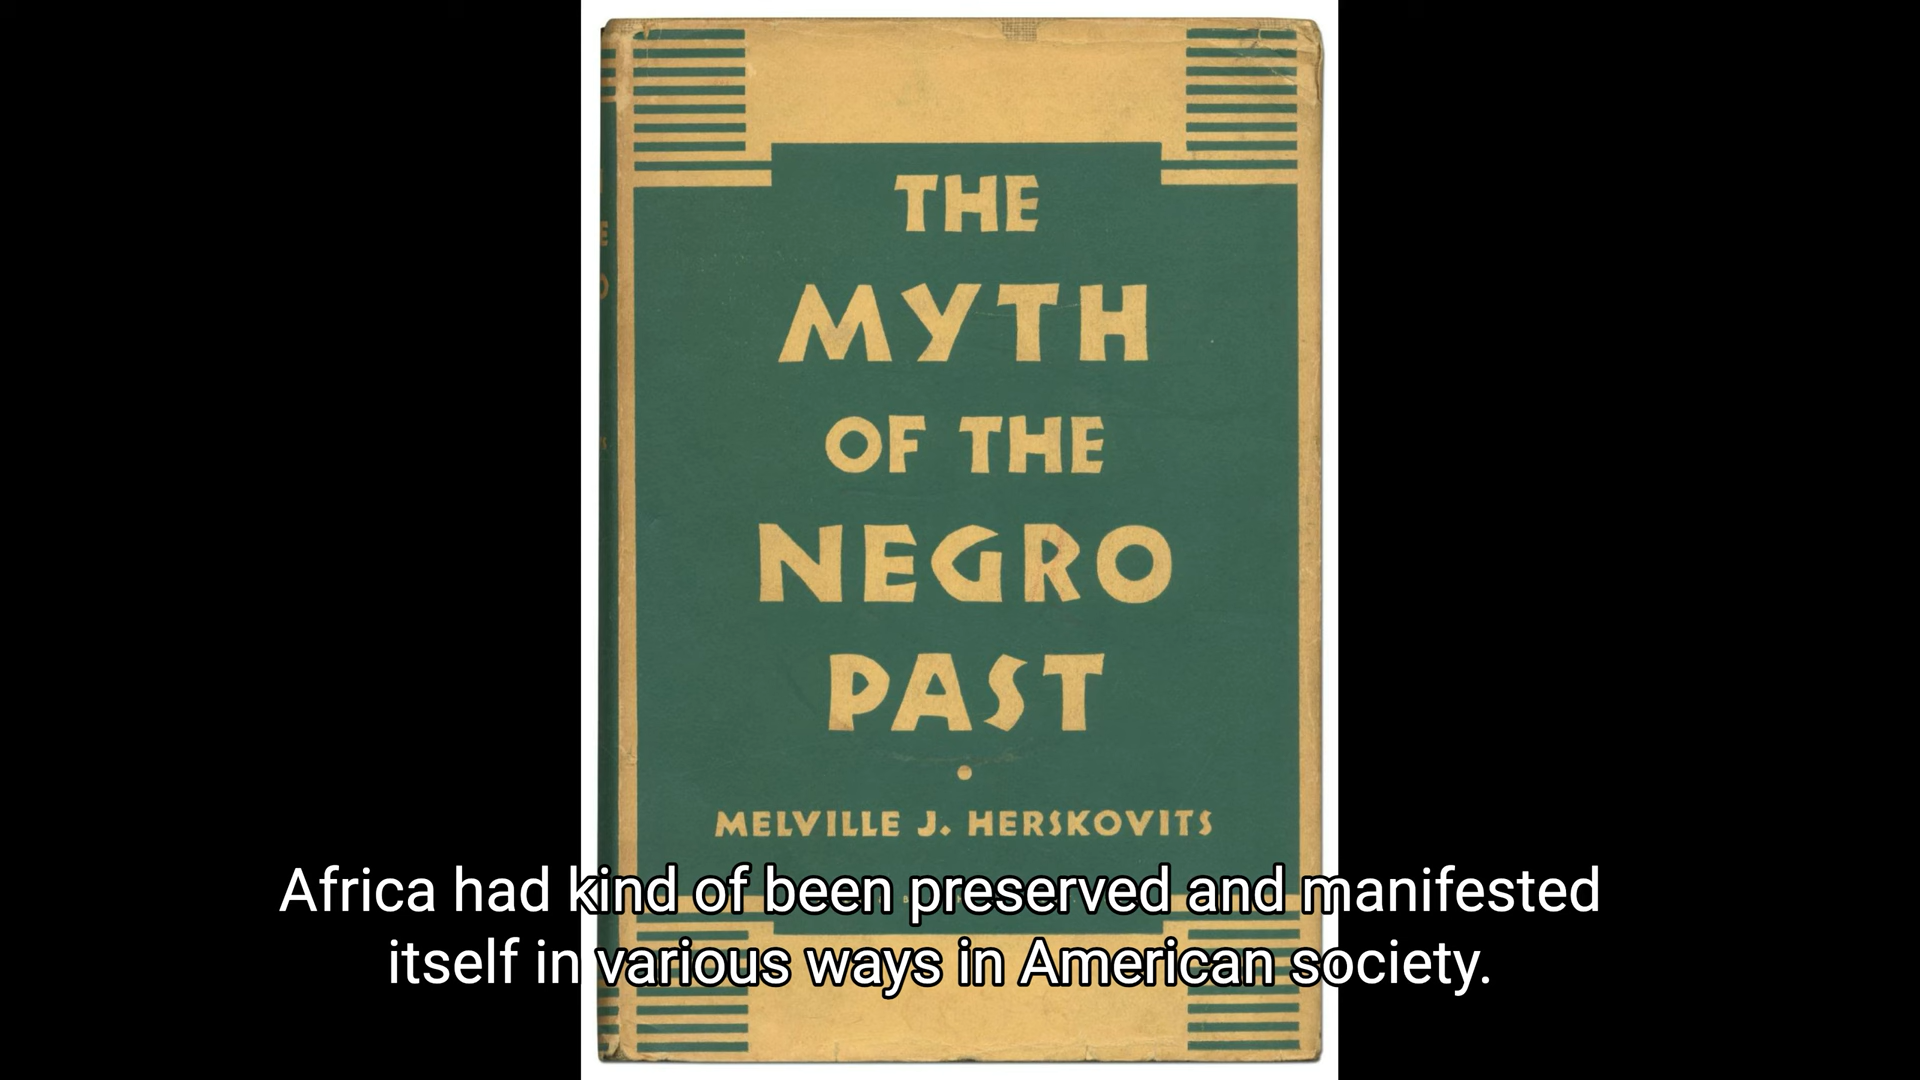 THE
MYTH
OF THE
NEGRO
PAST
MELVILLE J. HERSKOVITS
Africa had kind of been preserved and manifested
itself in various ways in American society.